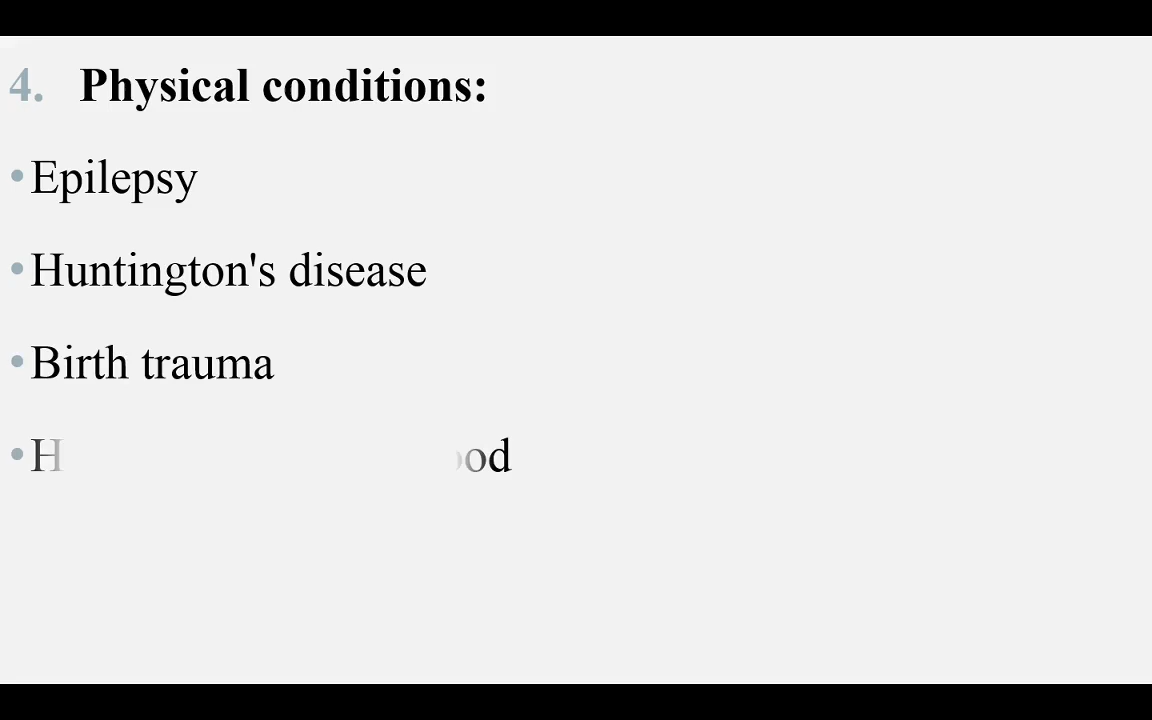 4. Physical conditions:
•Epilepsy
•Huntington's disease
•Birth trauma